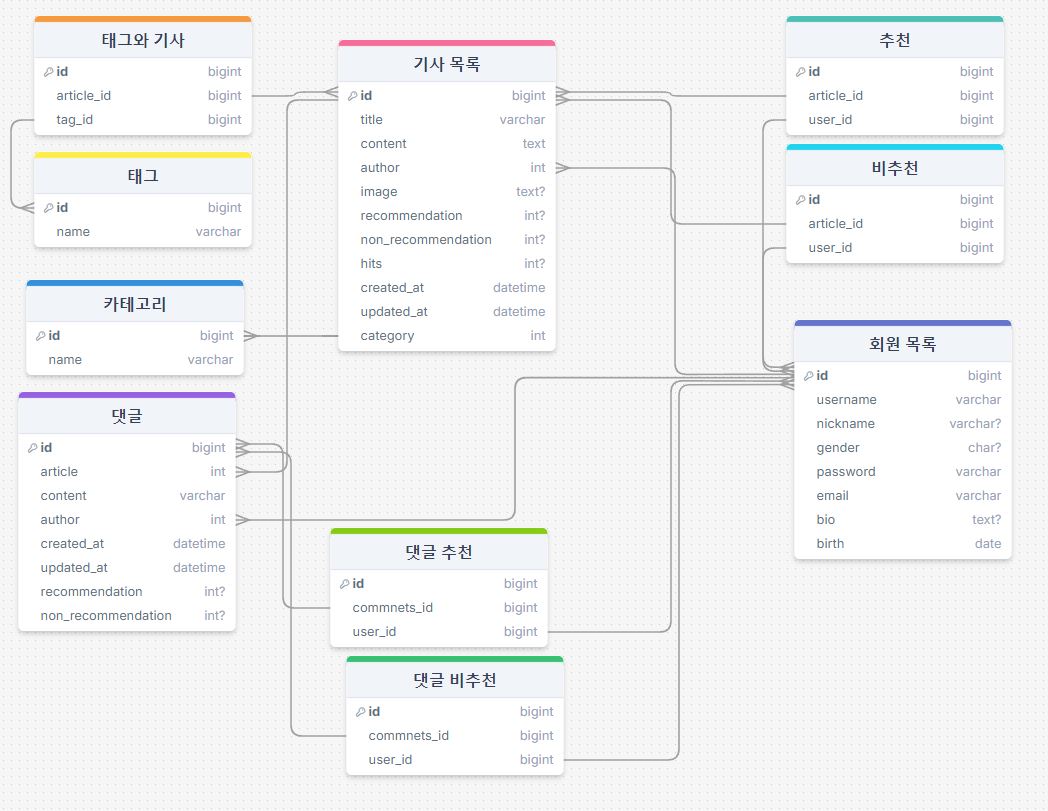 태그와 기사
id bigint
article_id bigint
tag_id bigint
태그
id bigint
name varchar
카테고리
id bigint
name varchar
댓글
id bigint
article int
content varchar
author int
created_at datetime
updated_at datetime
recommendation int?
non_recommendation int?
기사 목록
id bigint
title varchar
content text
author int
image text?
recommendation int?
non_recommendation int?
hits int?
created_at datetime
updated_at datetime
category int
댓글 추천
id bigint
commnets_id bigint
user_id bigint
댓글 비추천
id bigint
commnets_id bigint
user_id bigint
추천
id bigint
article_id bigint
user_id bigint
비추천
id bigint
article_id bigint
user_id bigint
회원 목록
id bigint
username varchar
nickname varchar?
gender char?
password varchar
email varchar
bio text?
birth date